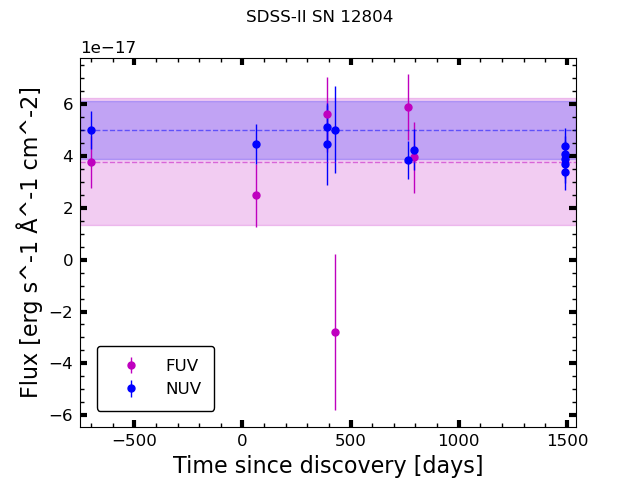 SDSS-II SN 12804
1e−17
Flux [erg s^-1 Å^-1 cm^-2]
6
4
2
0
−2
−4
−6
FUV
NUV
−500 0 500 1000 1500
Time since discovery [days]